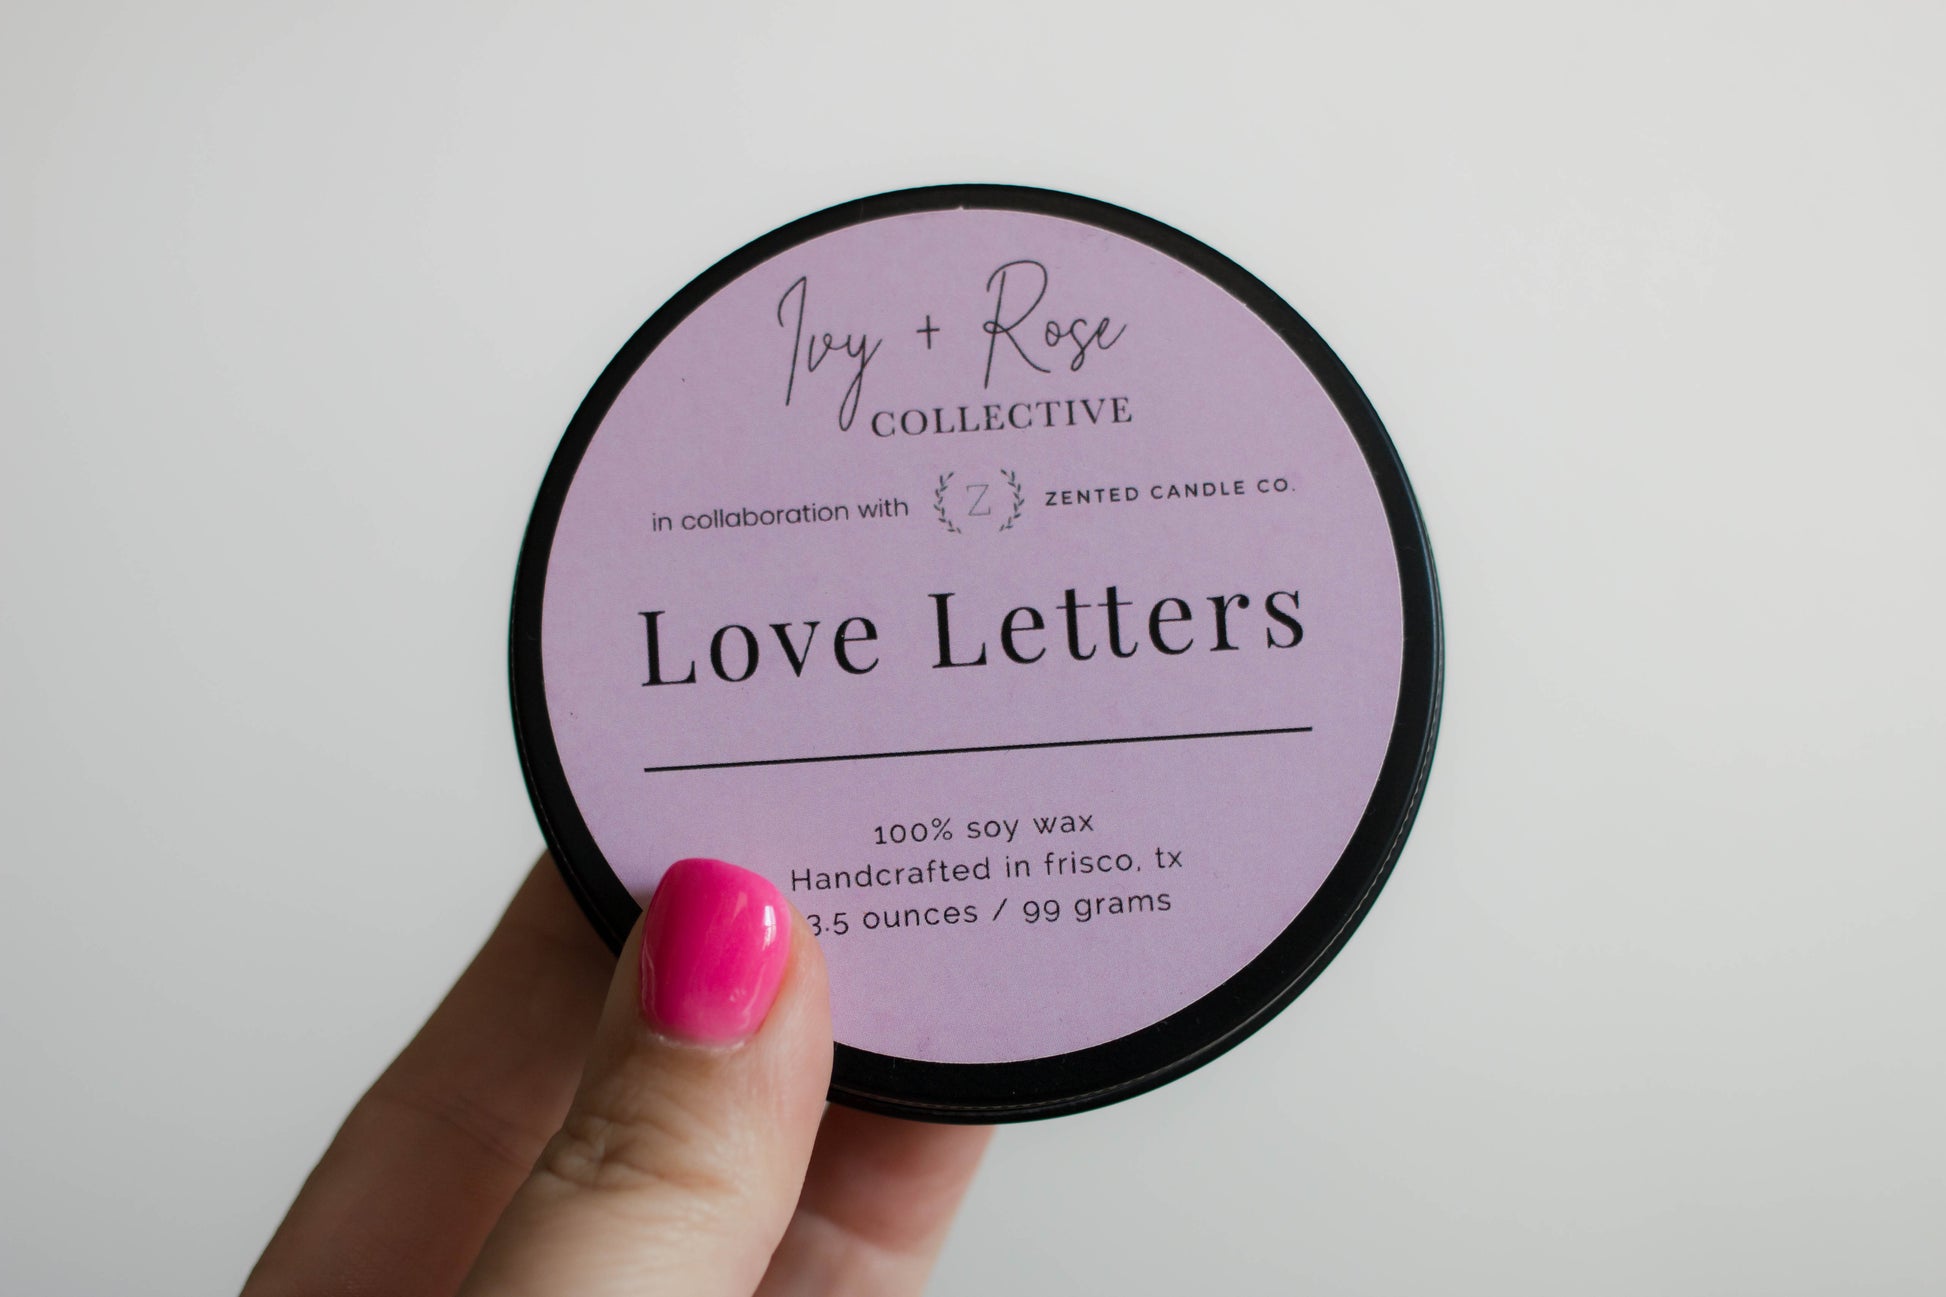 Ivy + Rose
COLLECTIVE
in collaboration with Z ZENTED CANDLE CO.
Love Letters
100% soy wax
Handcrafted in frisco, tx
3.5 ounces / 99 grams